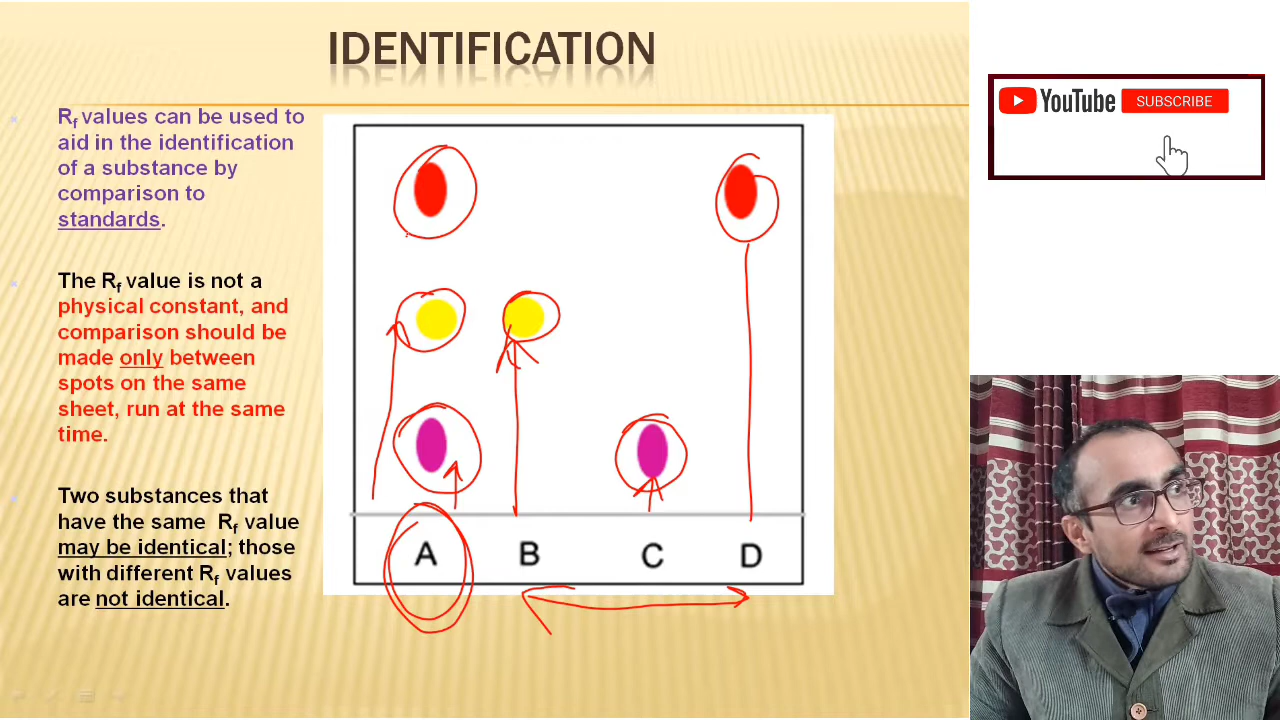 IDENTIFICATION
Rf values can be used to
aid in the identification
of a substance by
comparison to
standards.
The Rf value is not a
physical constant, and
comparison should be
made only between
spots on the same
sheet, run at the same
time.
Two substances that
have the same Rf value
may be identical; those
with different Rf values
are not identical.
A B C D
YouTube SUBSCRIBE